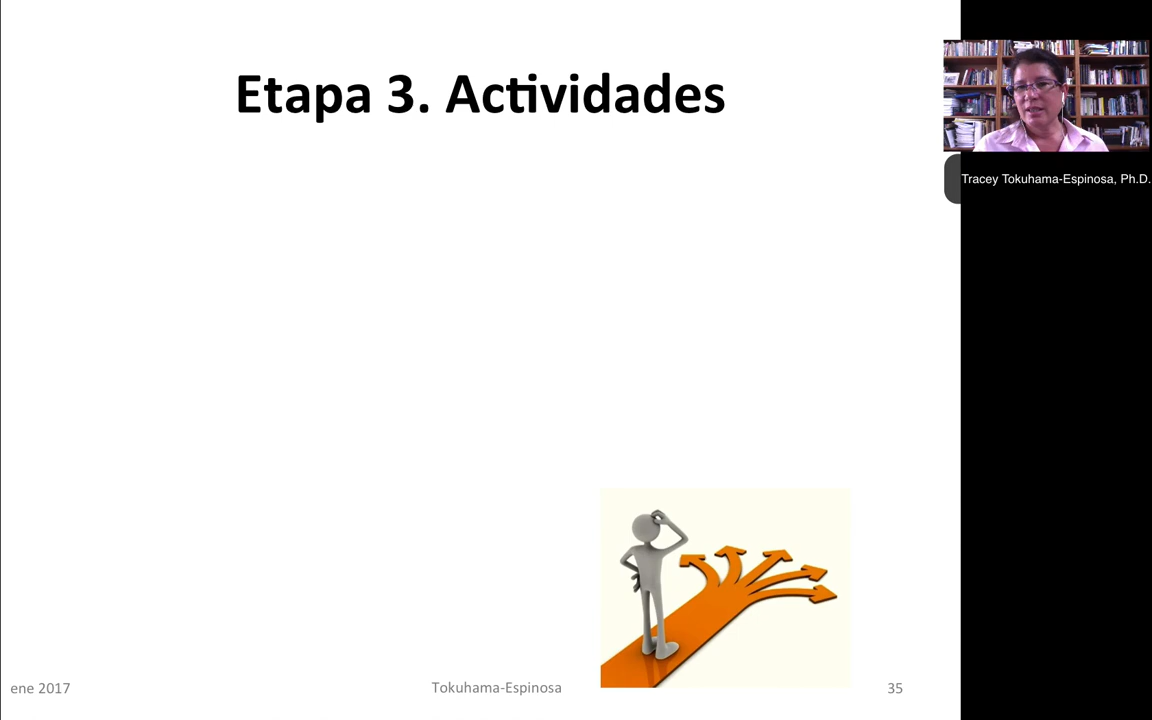 Etapa 3. Actividades
Tracey Tokuhama-Espinosa, Ph.D.
ene 2017
Tokuhama-Espinosa
35